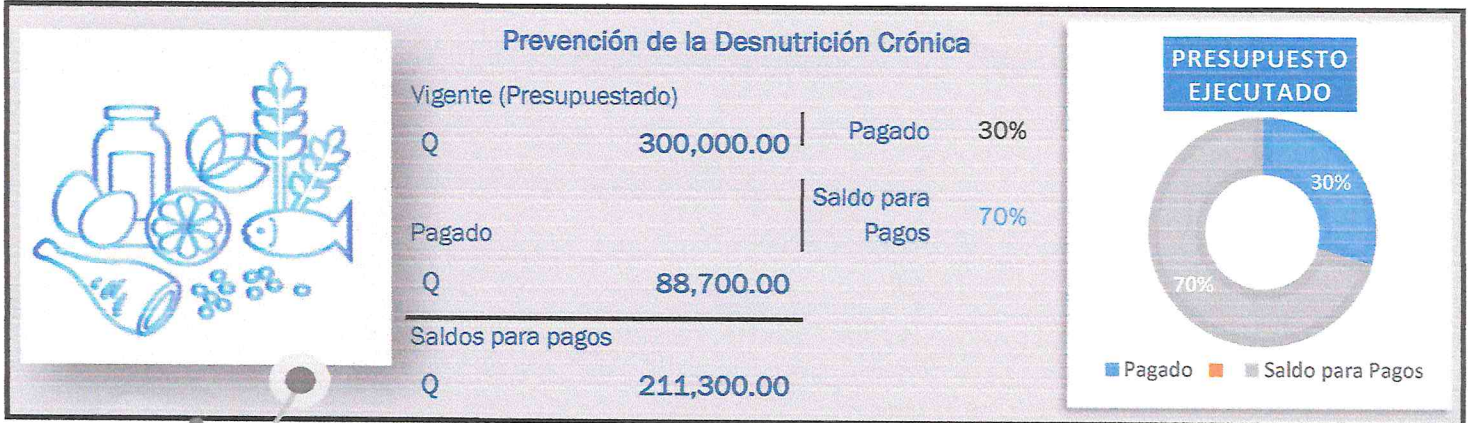 Prevención de la Desnutrición Crónica
Vigente (Presupuestado)
Q 300,000.00
Pagado 30%
Saldo para
Pagos 70%
Pagado
Q 88,700.00
Saldos para pagos
Q 211,300.00
PRESUPUESTO
EJECUTADO
30%
70%
Pagado Saldo para Pagos